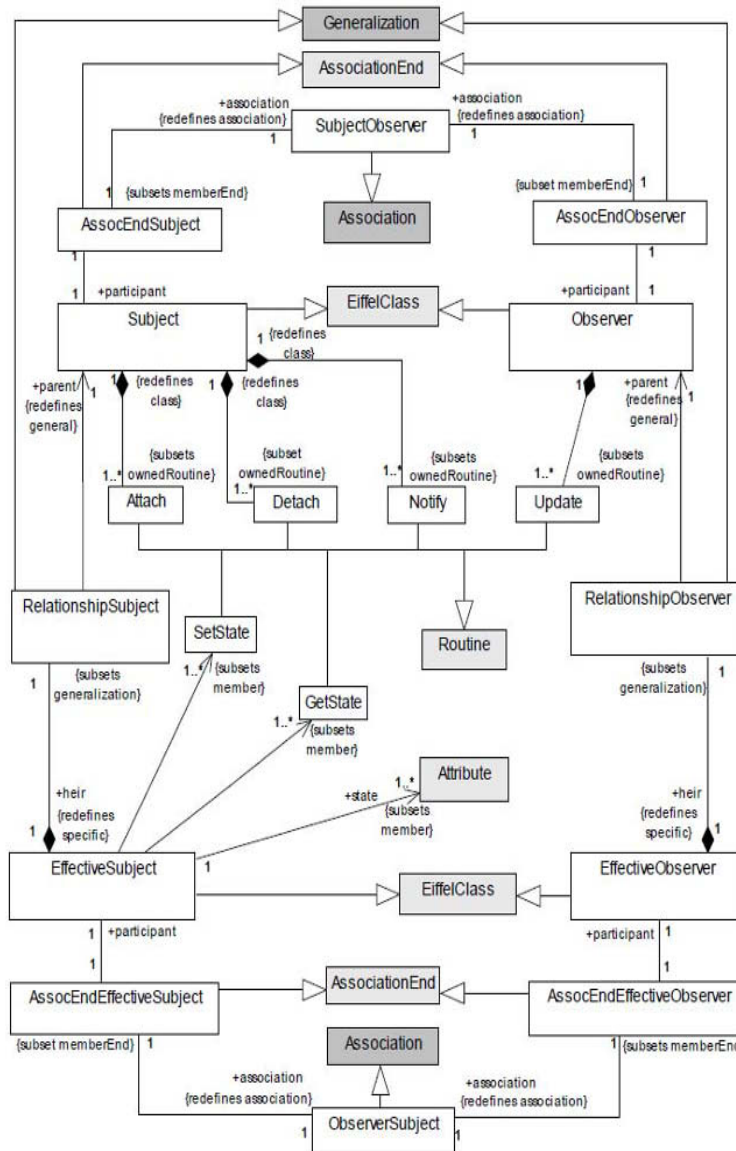 Generalization
AssociationEnd
+association
{redefines association}
1
SubjectObserver
+association
{redefines association}
1
1
{subsets memberEnd}
Association
{subset memberEnd}
1
AssocEndSubject
AssocEndObserver
1
1
1
+participant
+participant
1
Subject
EiffelClass
Observer
1
{redefines
class}
+parent
{redefines
general}
1
1
{redefines
class}
1
{redefines
class}
1
+parent
{redefines
general}
1
{subsets
ownedRoutine}
1..*
{subset
ownedRoutine}
1..*
{subsets
ownedRoutine}
1..*
{subsets
ownedRoutine}
1..*
Attach
Detach
Notify
Update
RelationshipSubject
RelationshipObserver
SetState
Routine
1
{subsets
generalization}
1..*
{subsets
member}
{subsets
generalization}
1
GetState
1..*
{subsets
member}
Attribute
1..*
+state
{subsets
member}
+heir
{redefines
specific}
1
+heir
{redefines
specific}
1
EffectiveSubject
1
EiffelClass
EffectiveObserver
1
+participant
1
+participant
1
1
AssocEndEffectiveSubject
AssociationEnd
AssocEndEffectiveObserver
{subset memberEnd}
1
Association
1
{subsets memberEnd}
+association
{redefines association}
1
+association
{redefines association}
1
ObserverSubject